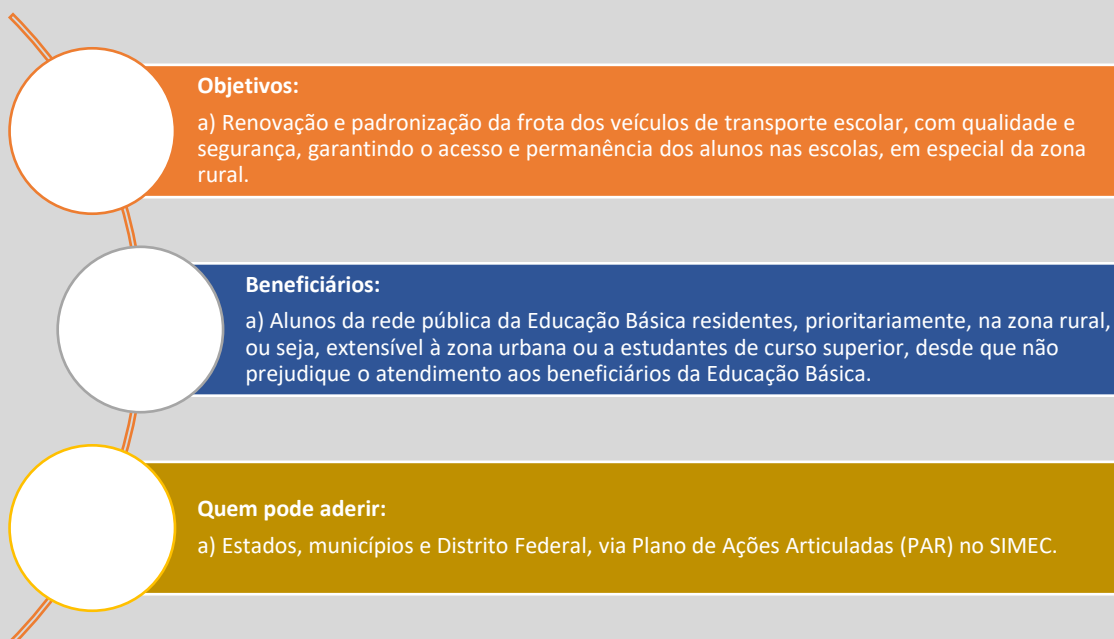 Objetivos:
a) Renovação e padronização da frota dos veículos de transporte escolar, com qualidade e
segurança, garantindo o acesso e permanência dos alunos nas escolas, em especial da zona
rural.
Beneficiários:
a) Alunos da rede pública da Educação Básica residentes, prioritariamente, na zona rural,
ou seja, extensível à zona urbana ou a estudantes de curso superior, desde que não
prejudique o atendimento aos beneficiários da Educação Básica.
Quem pode aderir:
a) Estados, municípios e Distrito Federal, via Plano de Ações Articuladas (PAR) no SIMEC.